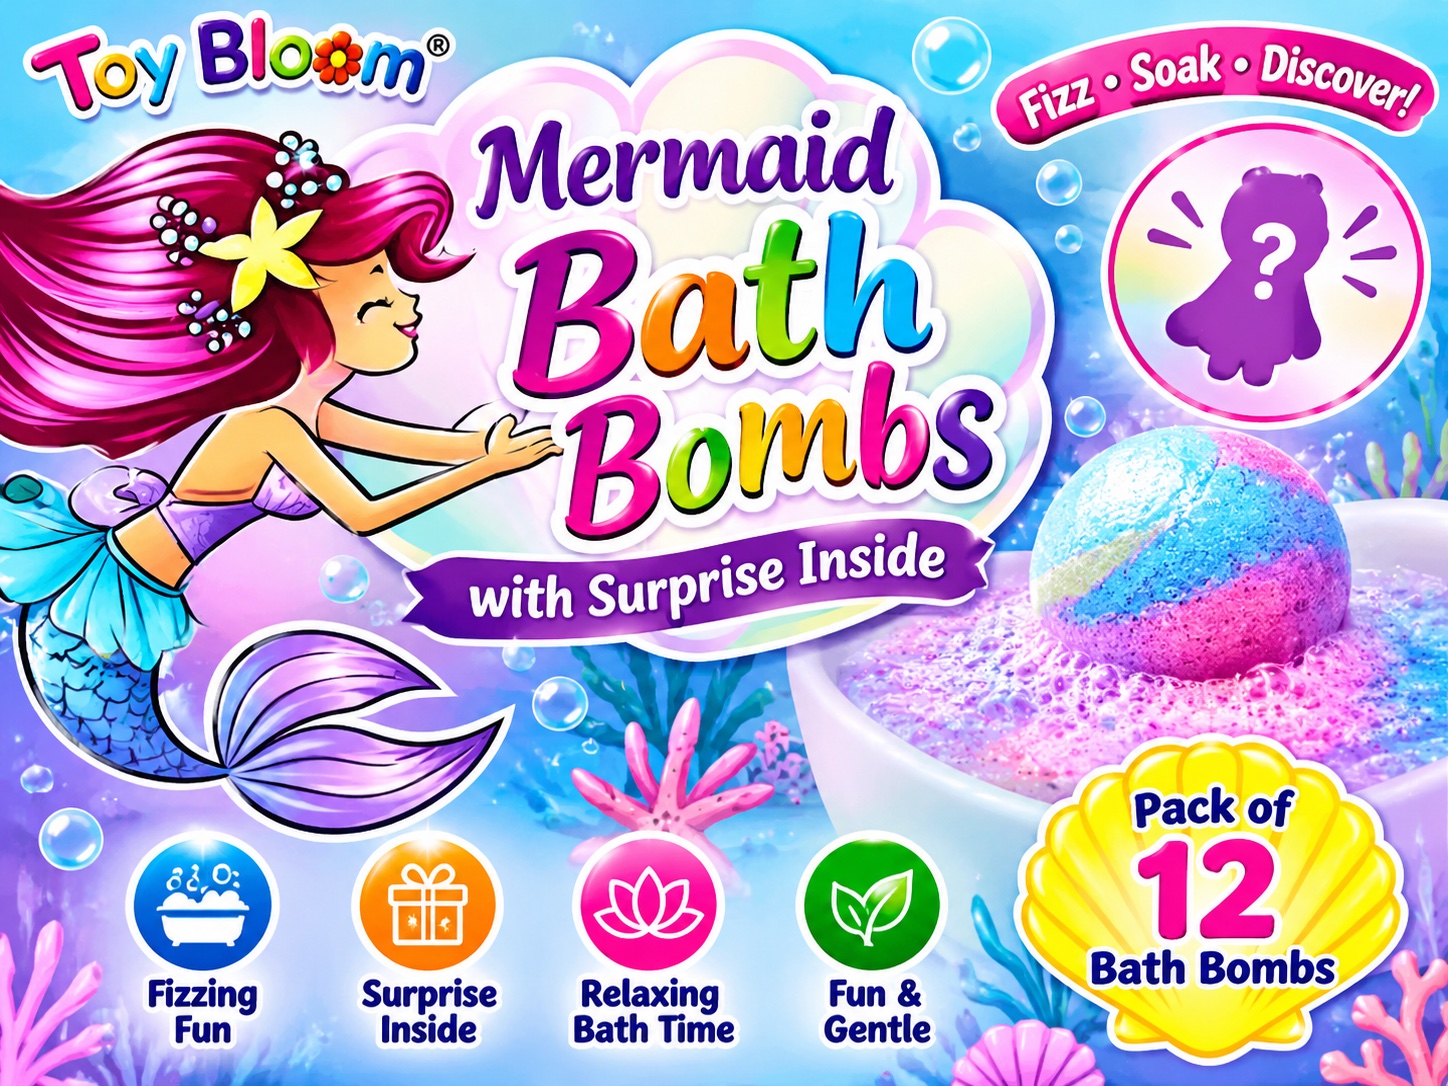 Toy Bloom®
Fizz • Soak • Discover!
Mermaid
Bath
Bombs
with Surprise Inside
?
Pack of
12
Bath Bombs
Fizzing
Fun
Surprise
Inside
Relaxing
Bath Time
Fun &
Gentle